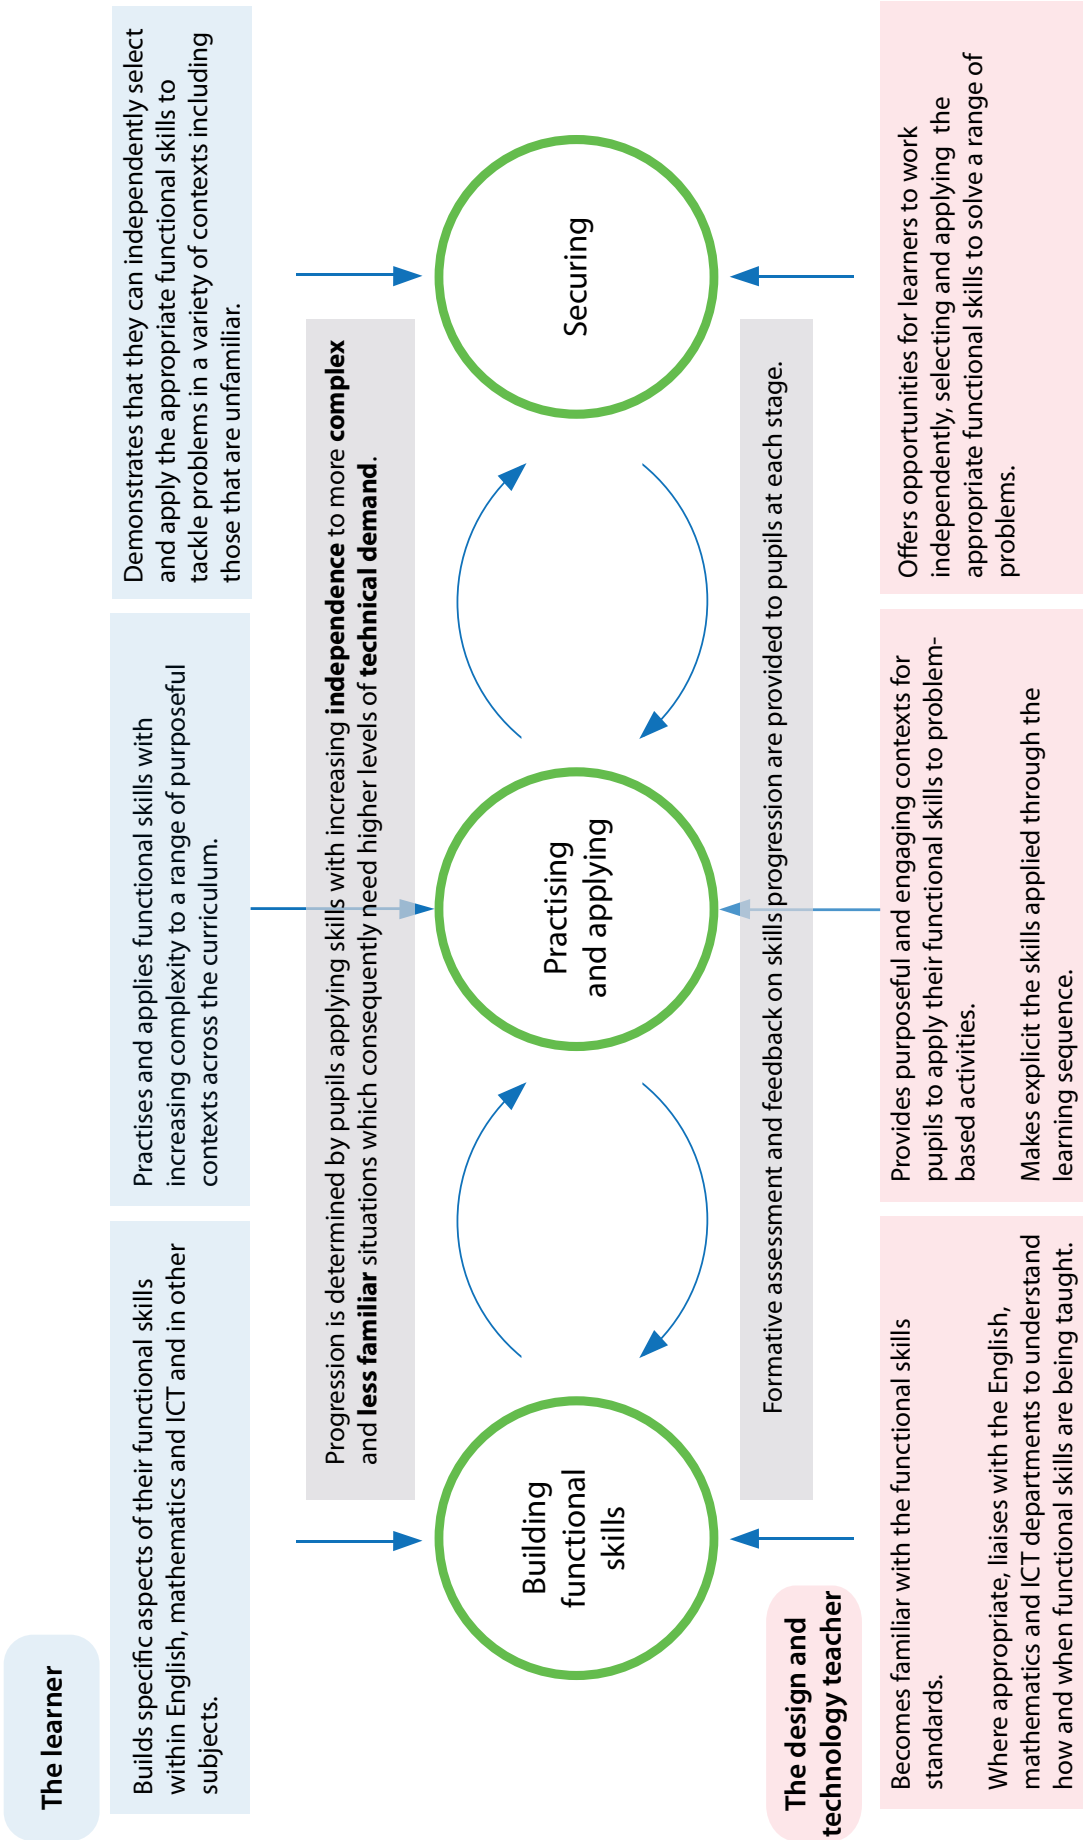 The learner
Builds specific aspects of their functional skills
within English, mathematics and ICT and in other
subjects.
Practises and applies functional skills with
increasing complexity to a range of purposeful
contexts across the curriculum.
Demonstrates that they can independently select
and apply the appropriate functional skills to
tackle problems in a variety of contexts including
those that are unfamiliar.
Progression is determined by pupils applying skills with increasing independence to more complex
and less familiar situations which consequently need higher levels of technical demand.
Building
functional
skills
Practising
and applying
Securing
Formative assessment and feedback on skills progression are provided to pupils at each stage.
The design and
technology teacher
Becomes familiar with the functional skills
standards.
Where appropriate, liaises with the English,
mathematics and ICT departments to understand
how and when functional skills are being taught.
Provides purposeful and engaging contexts for
pupils to apply their functional skills to problem-
based activities.
Makes explicit the skills applied through the
learning sequence.
Offers opportunities for learners to work
independently, selecting and applying the
appropriate functional skills to solve a range of
problems.